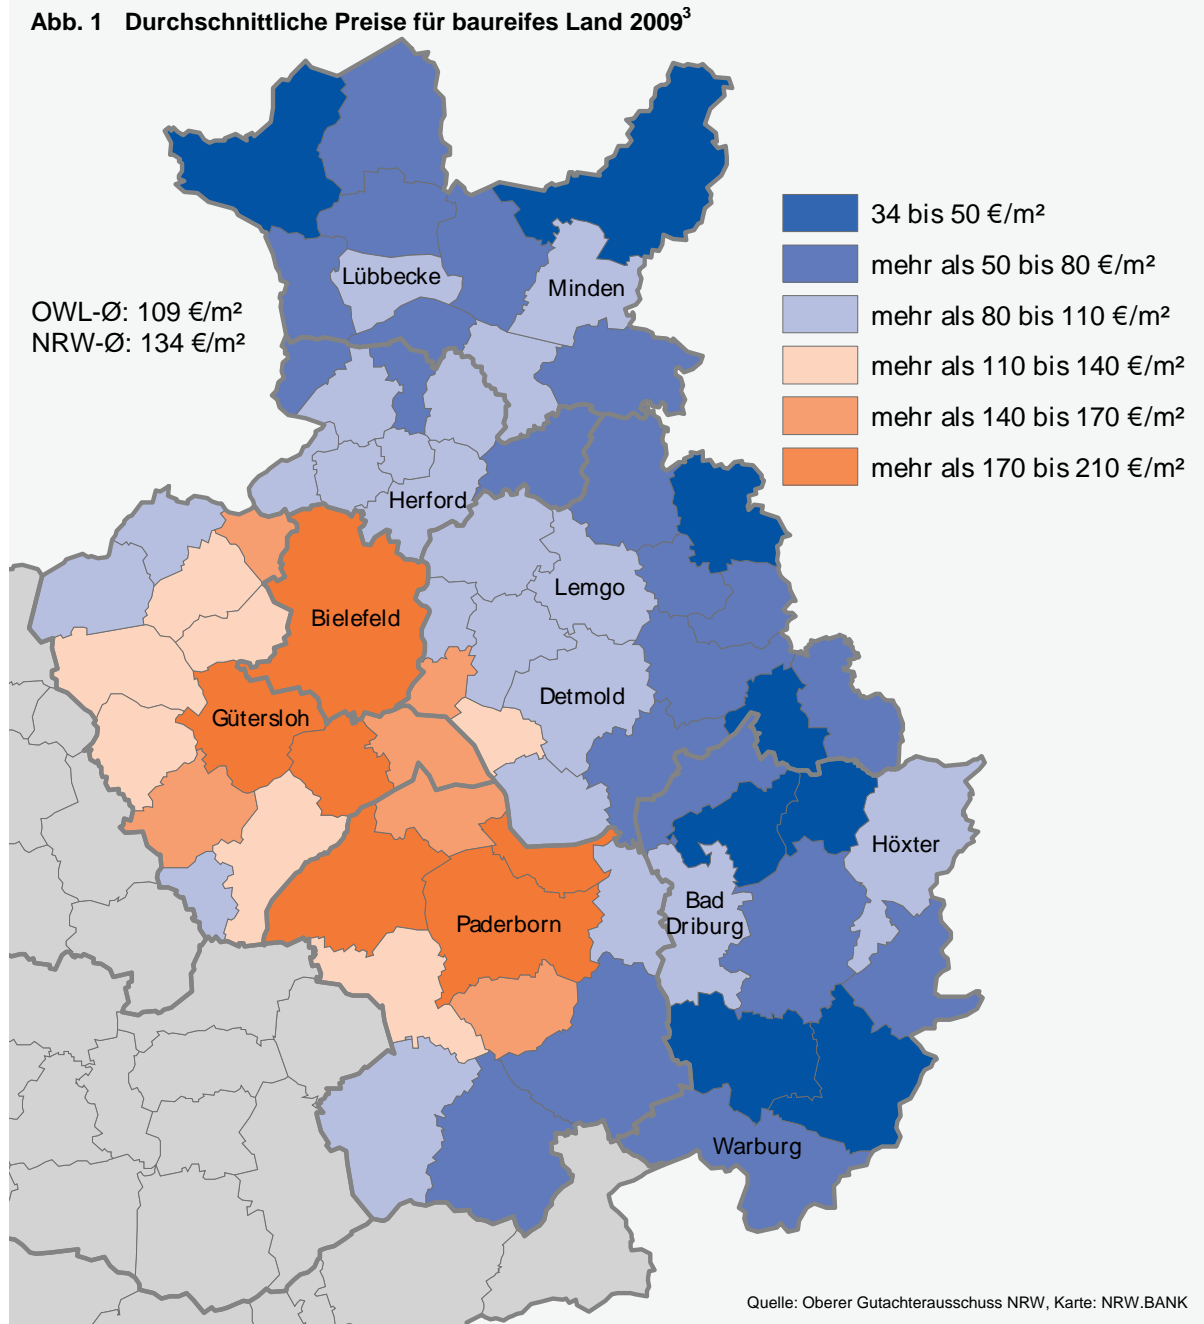 Abb. 1 Durchschnittliche Preise für baureifes Land 2009³
34 bis 50 €/m²
mehr als 50 bis 80 €/m²
mehr als 80 bis 110 €/m²
mehr als 110 bis 140 €/m²
mehr als 140 bis 170 €/m²
mehr als 170 bis 210 €/m²
OWL-Ø: 109 €/m²
NRW-Ø: 134 €/m²
Lübbecke
Minden
Herford
Lemgo
Bielefeld
Detmold
Gütersloh
Höxter
Bad
Driburg
Paderborn
Warburg
Quelle: Oberer Gutachterausschuss NRW, Karte: NRW.BANK